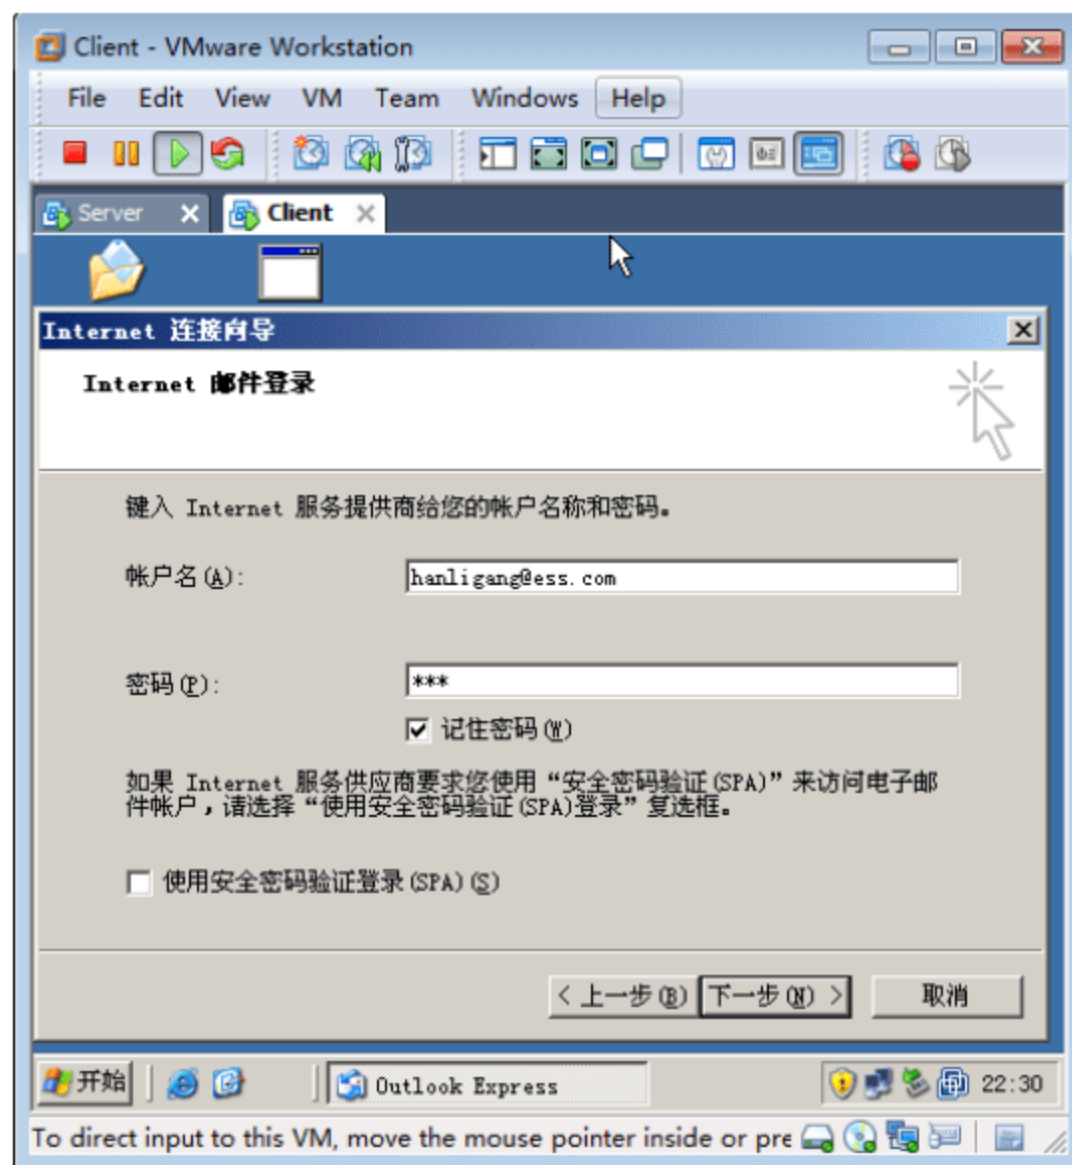 Client - VMware Workstation
File Edit View VM Team Windows Help
Server Client
Internet 连接向导
Internet 邮件登录
键入 Internet 服务提供商给您的帐户名称和密码。
帐户名(A): hanligang@ess.com
密码(P): ***
记住密码(W)
如果 Internet 服务供应商要求您使用“安全密码验证(SPA)”来访问电子邮
件帐户，请选择“使用安全密码验证(SPA)登录”复选框。
使用安全密码验证登录(SPA)(S)
< 上一步(B) 下一步(N) > 取消
开始 Outlook Express 22:30
To direct input to this VM, move the mouse pointer inside or pre